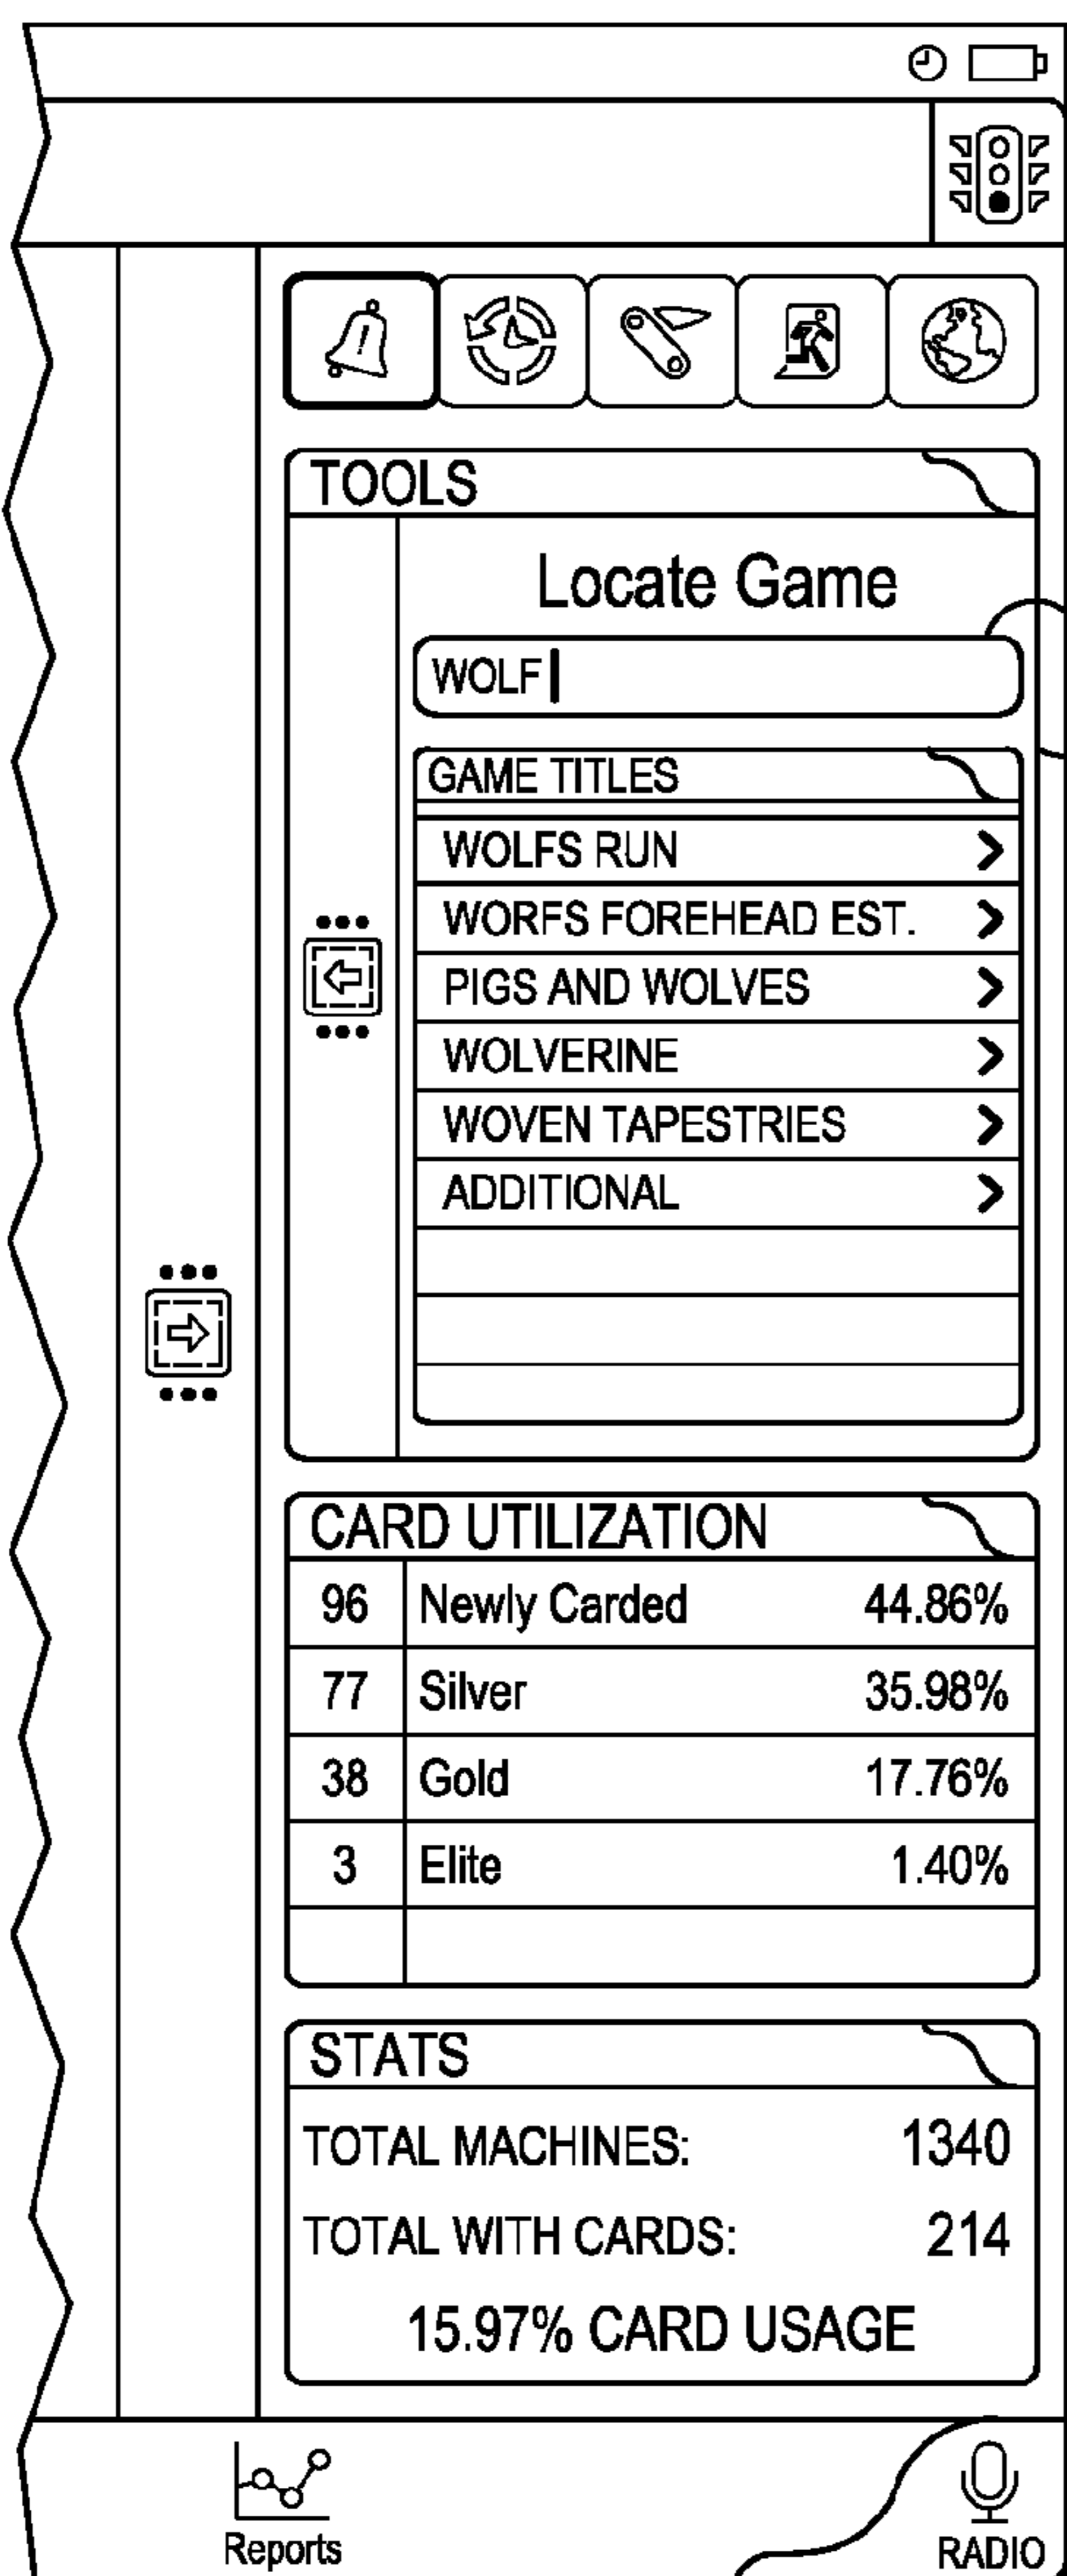 TOOLS
Locate Game
WOLF
GAME TITLES
WOLFS RUN
WORFS FOREHEAD EST.
PIGS AND WOLVES
WOLVERINE
WOVEN TAPESTRIES
ADDITIONAL
CARD UTILIZATION
96 Newly Carded 44.86%
77 Silver 35.98%
38 Gold 17.76%
3 Elite 1.40%
STATS
TOTAL MACHINES: 1340
TOTAL WITH CARDS: 214
15.97% CARD USAGE
Reports
RADIO